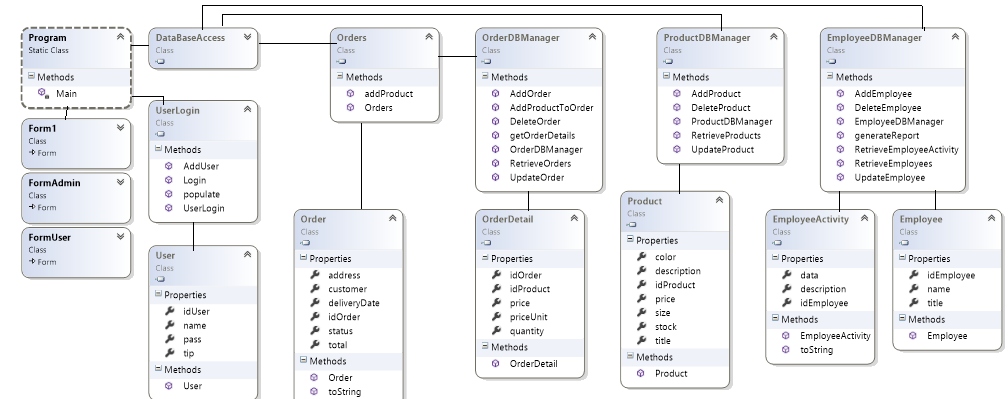 Program
Static Class
Methods
Main
Form1
Class
Form
FormAdmin
Class
Form
FormUser
Class
Form
DataBaseAccess
Class
UserLogin
Class
Methods
AddUser
Login
populate
UserLogin
User
Class
Properties
idUser
name
pass
tip
Methods
User
Orders
Class
Methods
addProduct
Orders
Order
Class
Properties
address
customer
deliveryDate
idOrder
status
total
Methods
Order
toString
OrderDBManager
Class
Methods
AddOrder
AddProductToOrder
DeleteOrder
getOrderDetails
OrderDBManager
RetrieveOrders
UpdateOrder
OrderDetail
Class
Properties
idOrder
idProduct
price
priceUnit
quantity
Methods
OrderDetail
ProductDBManager
Class
Methods
AddProduct
DeleteProduct
ProductDBManager
RetrieveProducts
UpdateProduct
Product
Class
Properties
color
description
idProduct
price
size
stock
title
Methods
Product
EmployeeDBManager
Class
Methods
AddEmployee
DeleteEmployee
EmployeeDBManager
generateReport
RetrieveEmployeeActivity
RetrieveEmployees
UpdateEmployee
EmployeeActivity
Class
Properties
data
description
idEmployee
Methods
EmployeeActivity
toString
Employee
Class
Properties
idEmployee
name
title
Methods
Employee